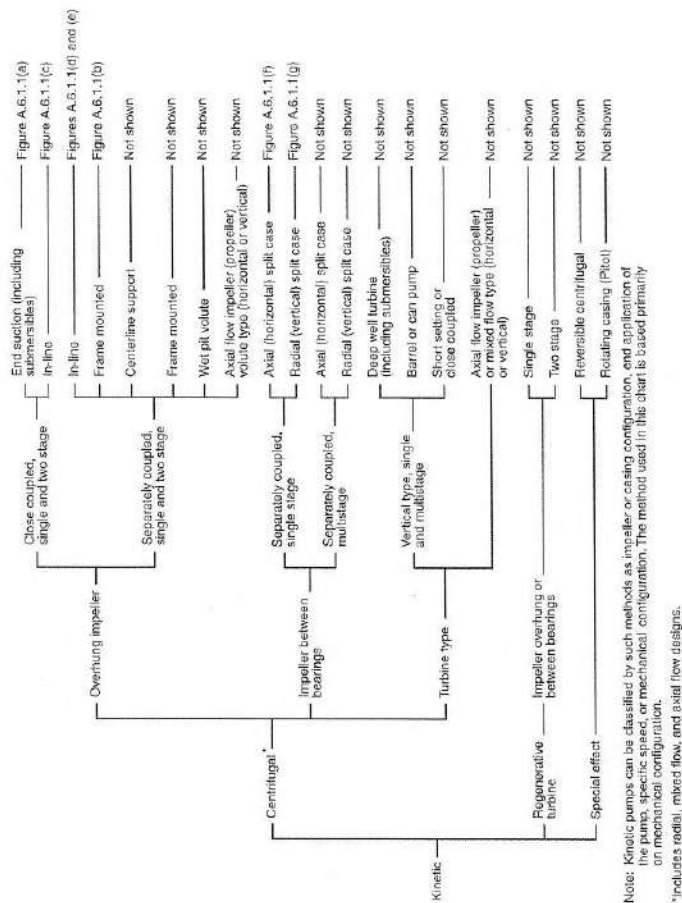 Kinetic
Centrifugal*
Overhung impeller
Close coupled,
single and two stage
End suction (including
submersibles)
Figure A.6.1.1(a)
In-line
Figure A.6.1.1(c)
Separately coupled,
single and two stage
In-line
Figures A.6.1.1(d) and (e)
Frame mounted
Figure A.6.1.1(b)
Centerline support
Not shown
Frame mounted
Not shown
Wet pit volute
Not shown
Axial flow impeller (propeller)
volute type (horizontal or vertical)
Not shown
Impeller between
bearings
Separately coupled,
single stage
Axial (horizontal) split case
Figure A.6.1.1(f)
Radial (vertical) split case
Figure A.6.1.1(g)
Separately coupled,
multistage
Axial (horizontal) split case
Not shown
Radial (vertical) split case
Not shown
Turbine type
Vertical type, single
and multistage
Deep well turbine
(including submersibles)
Not shown
Barrel or can pump
Not shown
Short setting or
close coupled
Not shown
Axial flow impeller (propeller)
or mixed flow type (horizontal
or vertical)
Not shown
Regenerative
turbine
Impeller overhung or
between bearings
Single stage
Not shown
Two stage
Not shown
Special effect
Reversible centrifugal
Not shown
Rotating casing (Pitot)
Not shown
Note: Kinetic pumps can be classified by such methods as impeller or casing configuration, end application of
the pump, specific speed, or mechanical configuration. The method used in this chart is based primarily
on mechanical configuration.
*Includes radial, mixed flow, and axial flow designs.